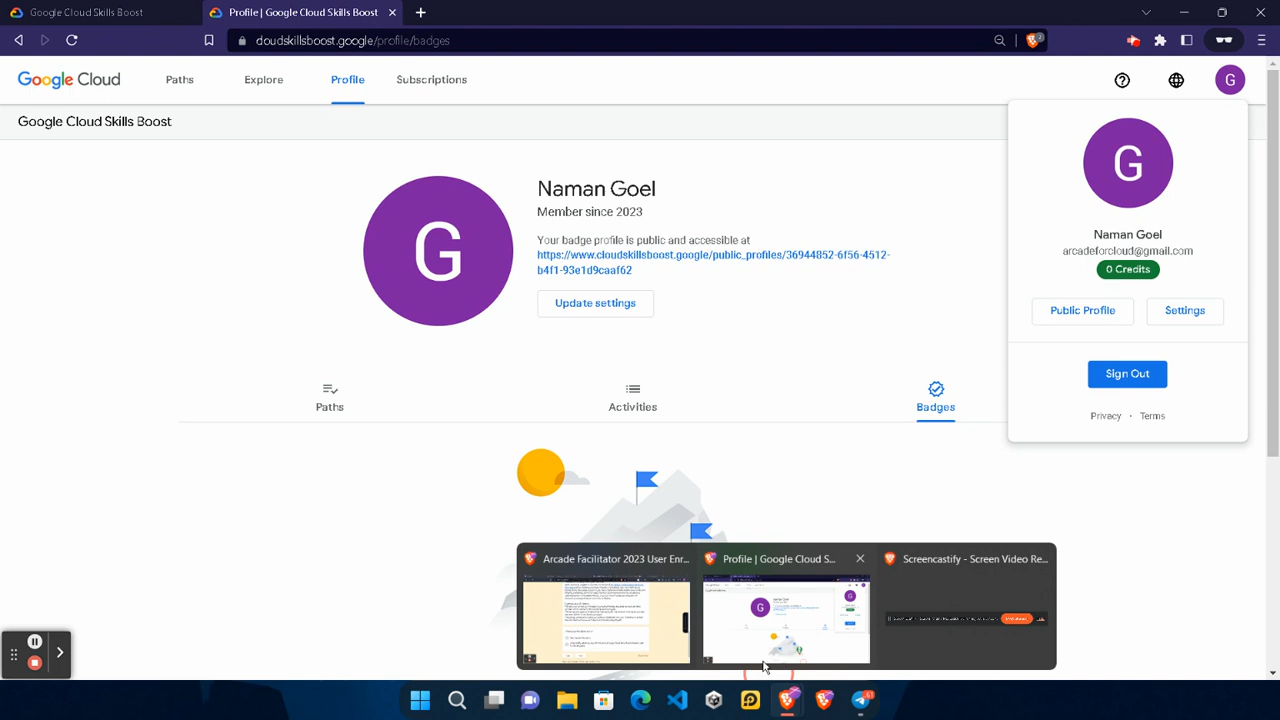 Google Cloud Skills Boost
Profile | Google Cloud Skills Boost
cloudskillsboost.google/profile/badges
2
Google Cloud
Paths
Explore
Profile
Subscriptions
G
Google Cloud Skills Boost
G
Naman Goel
Member since 2023
Your badge profile is public and accessible at
https://www.cloudskillsboost.google/public_profiles/36944852-6f56-4512-
b4f1-93e1d9caaf62
Update settings
G
Naman Goel
arcadeforcloud@gmail.com
0 Credits
Public Profile
Settings
Sign Out
Privacy · Terms
Paths
Activities
Badges
Arcade Facilitator 2023 User Enr...
Profile | Google Cloud S...
Screencastify - Screen Video Re...